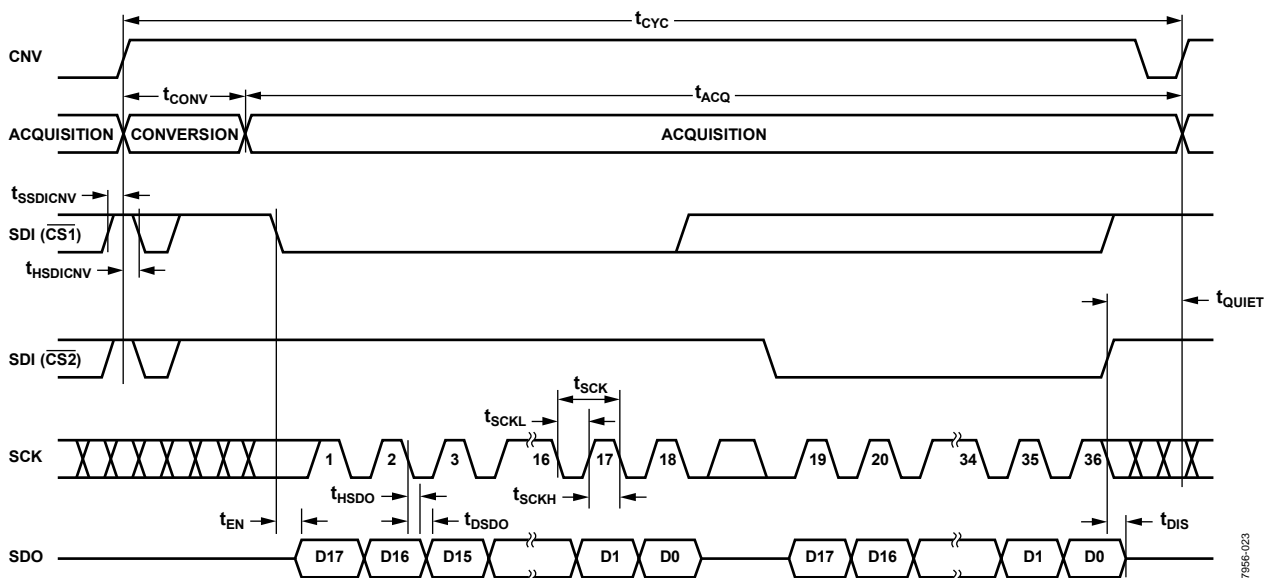 tCYC
CNV
tCONV
tACQ
ACQUISITION
CONVERSION
ACQUISITION
tSSDICNV
SDI (CS1)
tHSDICNV
tQUIET
SDI (CS2)
tSCK
tSCKL
SCK
1 2 3 16 17 18 19 20 34 35 36
tHSDO
tSCKH
tEN
tDSDO
tDIS
SDO
D17 D16 D15 D1 D0 D17 D16 D1 D0
7956-023